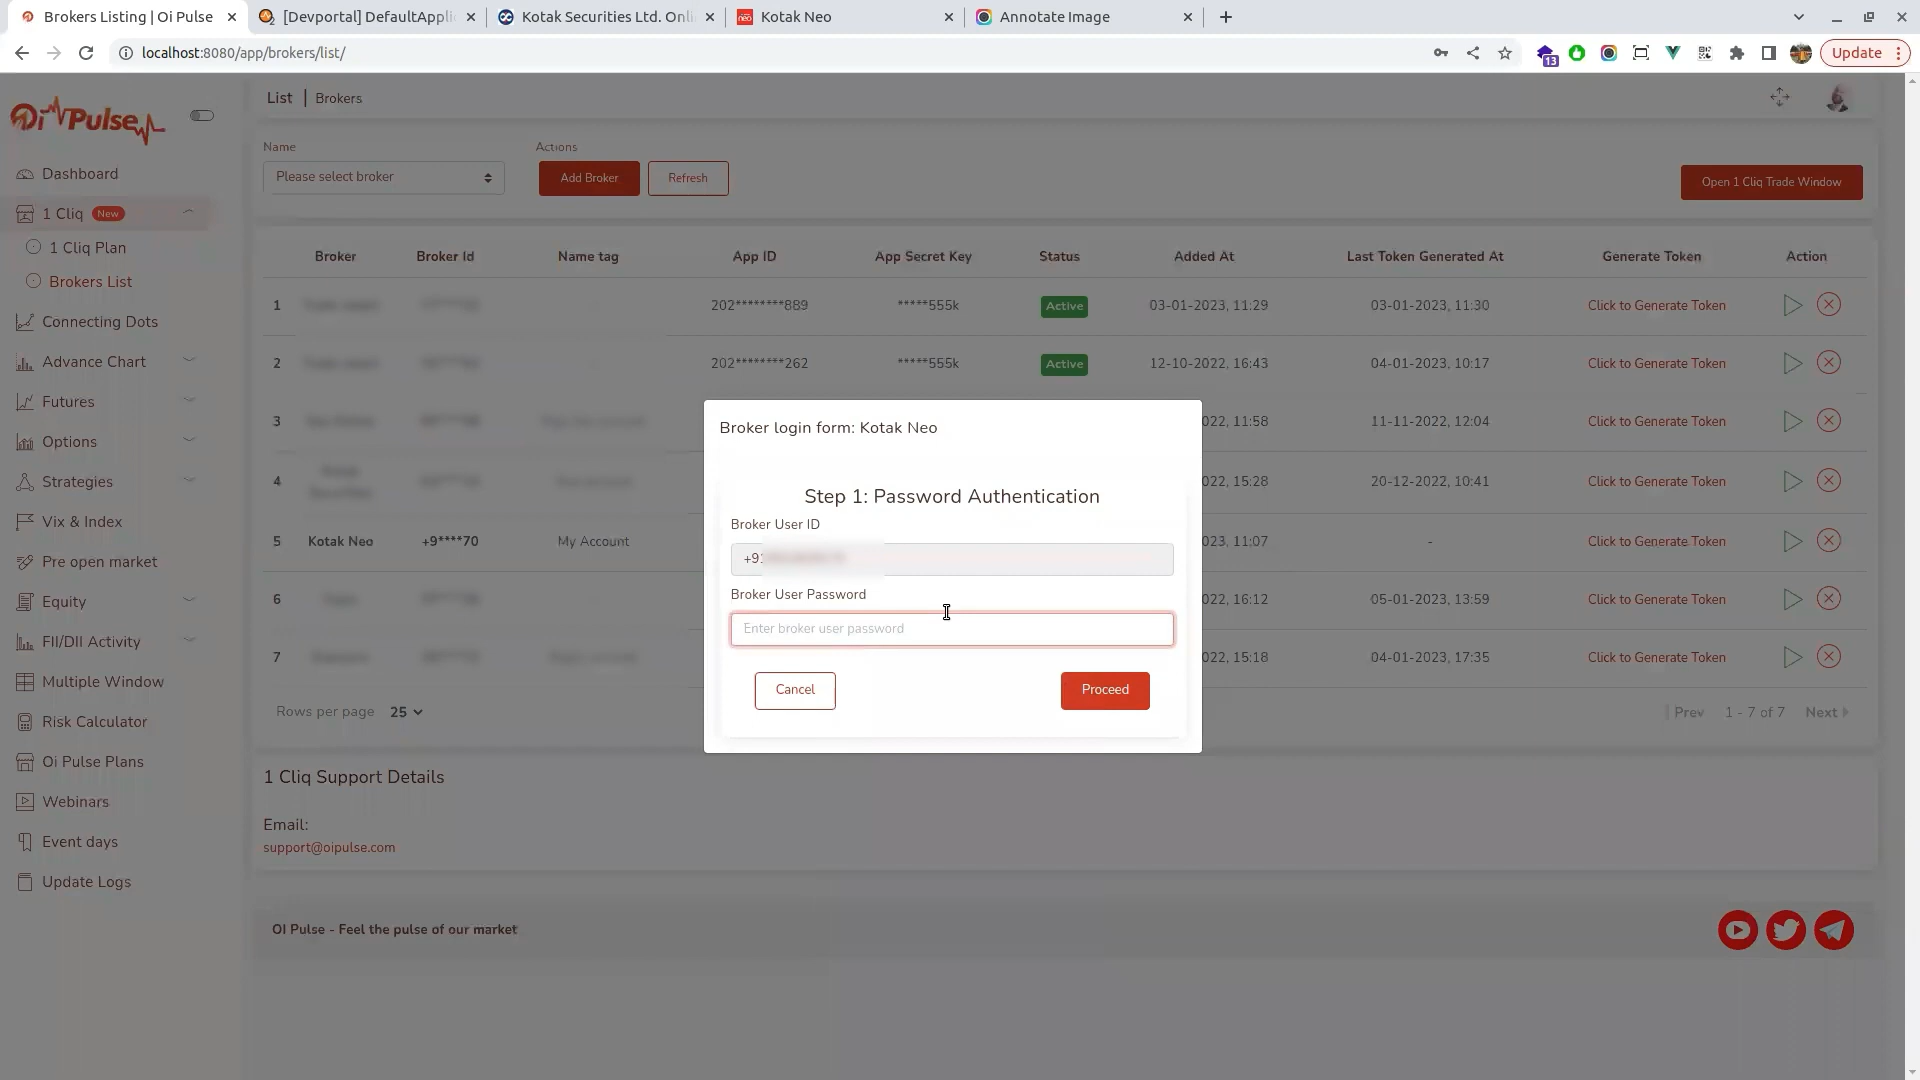 Brokers Listing | Oi Pulse
[Devportal] DefaultAppli
Kotak Securities Ltd. Onli
Kotak Neo
Annotate Image
localhost:8080/app/brokers/list/
13
Update
Oi Pulse
List | Brokers
Name
Actions
Please select broker
Add Broker
Refresh
Open 1 Cliq Trade Window
Dashboard
1 Cliq New
1 Cliq Plan
Brokers List
Connecting Dots
Advance Chart
Futures
Options
Strategies
Vix & Index
Pre open market
Equity
FII/DII Activity
Multiple Window
Risk Calculator
Oi Pulse Plans
Webinars
Event days
Update Logs
Broker Broker Id Name tag App ID App Secret Key Status Added At Last Token Generated At Generate Token Action
1 202********889 *****555k Active 03-01-2023, 11:29 03-01-2023, 11:30 Click to Generate Token
2 202********262 *****555k Active 12-10-2022, 16:43 04-01-2023, 10:17 Click to Generate Token
3 022, 11:58 11-11-2022, 12:04 Click to Generate Token
4 022, 15:28 20-12-2022, 10:41 Click to Generate Token
5 Kotak Neo +9****70 My Account 023, 11:07 - Click to Generate Token
6 022, 16:12 05-01-2023, 13:59 Click to Generate Token
7 022, 15:18 04-01-2023, 17:35 Click to Generate Token
Rows per page 25
Prev 1 - 7 of 7 Next
Broker login form: Kotak Neo
Step 1: Password Authentication
Broker User ID
+91
Broker User Password
Enter broker user password
Cancel
Proceed
1 Cliq Support Details
Email:
support@oipulse.com
OI Pulse - Feel the pulse of our market